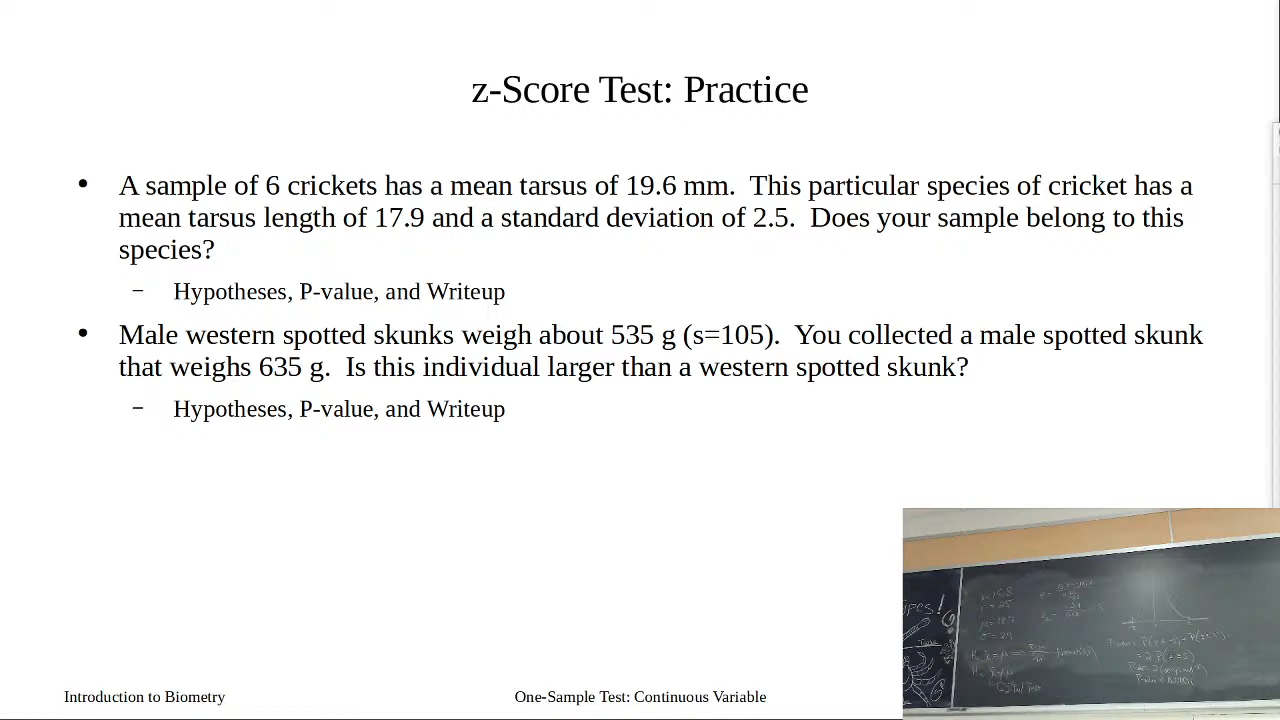 z-Score Test: Practice
• A sample of 6 crickets has a mean tarsus of 19.6 mm.  This particular species of cricket has a
mean tarsus length of 17.9 and a standard deviation of 2.5.  Does your sample belong to this
species?
– Hypotheses, P-value, and Writeup
• Male western spotted skunks weigh about 535 g (s=105).  You collected a male spotted skunk
that weighs 635 g.  Is this individual larger than a western spotted skunk?
– Hypotheses, P-value, and Writeup
Introduction to Biometry
One-Sample Test: Continuous Variable